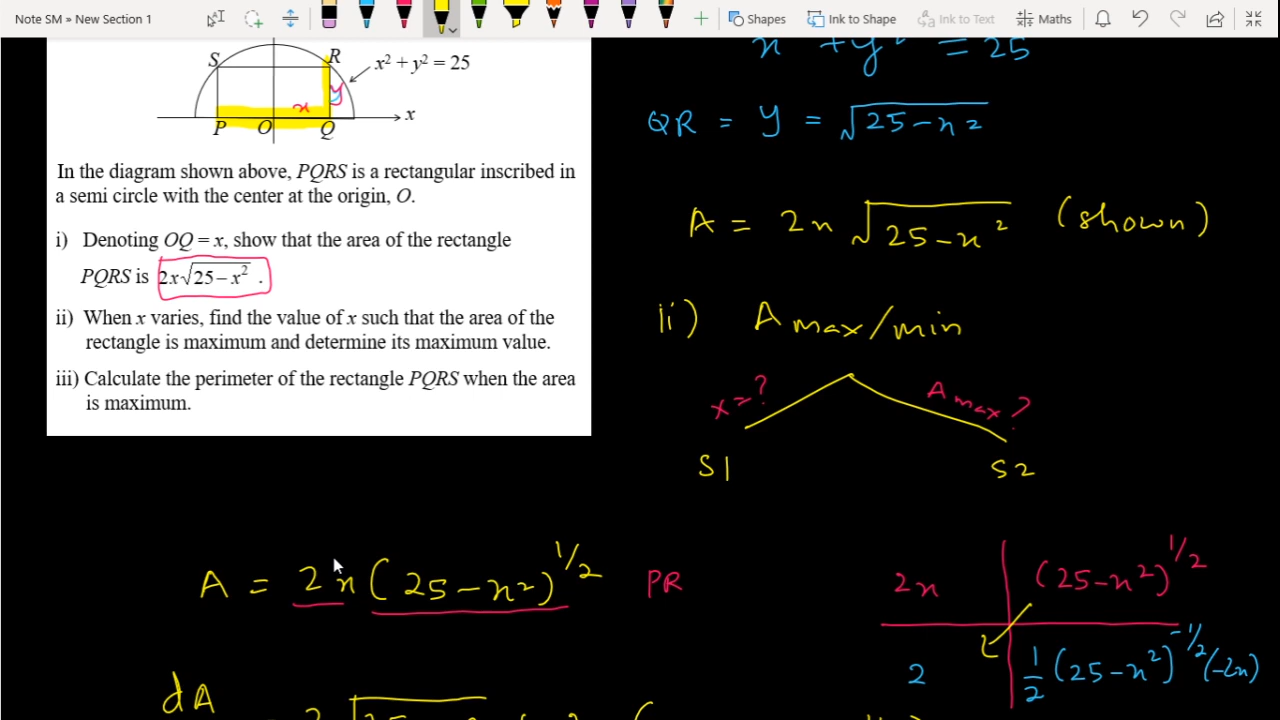 Note SM » New Section 1
Shapes
Ink to Shape
Ink to Text
Maths
S
R
x² + y² = 25
y
x
x
P
O
Q
In the diagram shown above, PQRS is a rectangular inscribed in
a semi circle with the center at the origin, O.
i) Denoting OQ = x, show that the area of the rectangle
PQRS is 2x√(25 – x²) .
ii) When x varies, find the value of x such that the area of the
rectangle is maximum and determine its maximum value.
iii) Calculate the perimeter of the rectangle PQRS when the area
is maximum.
x + y² = 25
QR = y = √(25-x²)
A = 2x √(25-x²) (shown)
ii) A max/min
x = ?
A max ?
S1
S2
A = 2x (25-x²)^1/2 PR
2x
(25-x²)^1/2
2
1/2 (25-x²)^-1/2 (-2x)
dA